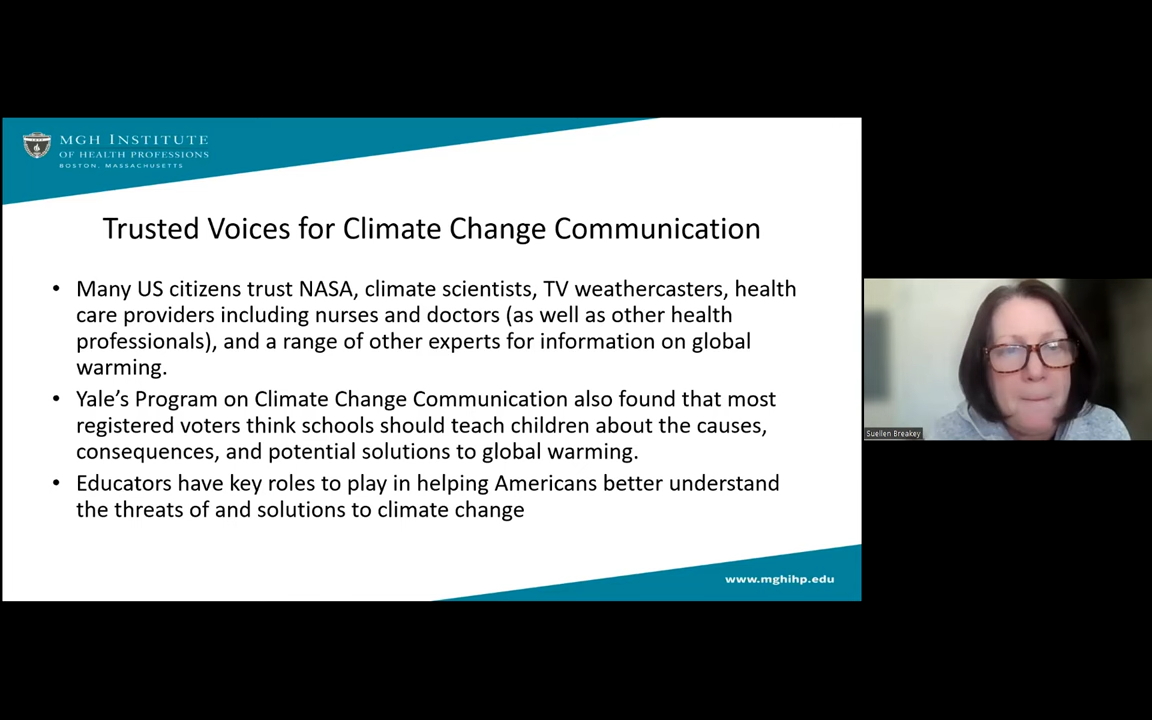 MGH INSTITUTE
OF HEALTH PROFESSIONS
BOSTON, MASSACHUSETTS
Trusted Voices for Climate Change Communication
• Many US citizens trust NASA, climate scientists, TV weathercasters, health
care providers including nurses and doctors (as well as other health
professionals), and a range of other experts for information on global
warming.
• Yale's Program on Climate Change Communication also found that most
registered voters think schools should teach children about the causes,
consequences, and potential solutions to global warming.
• Educators have key roles to play in helping Americans better understand
the threats of and solutions to climate change
www.mghihp.edu
Suellen Breakey